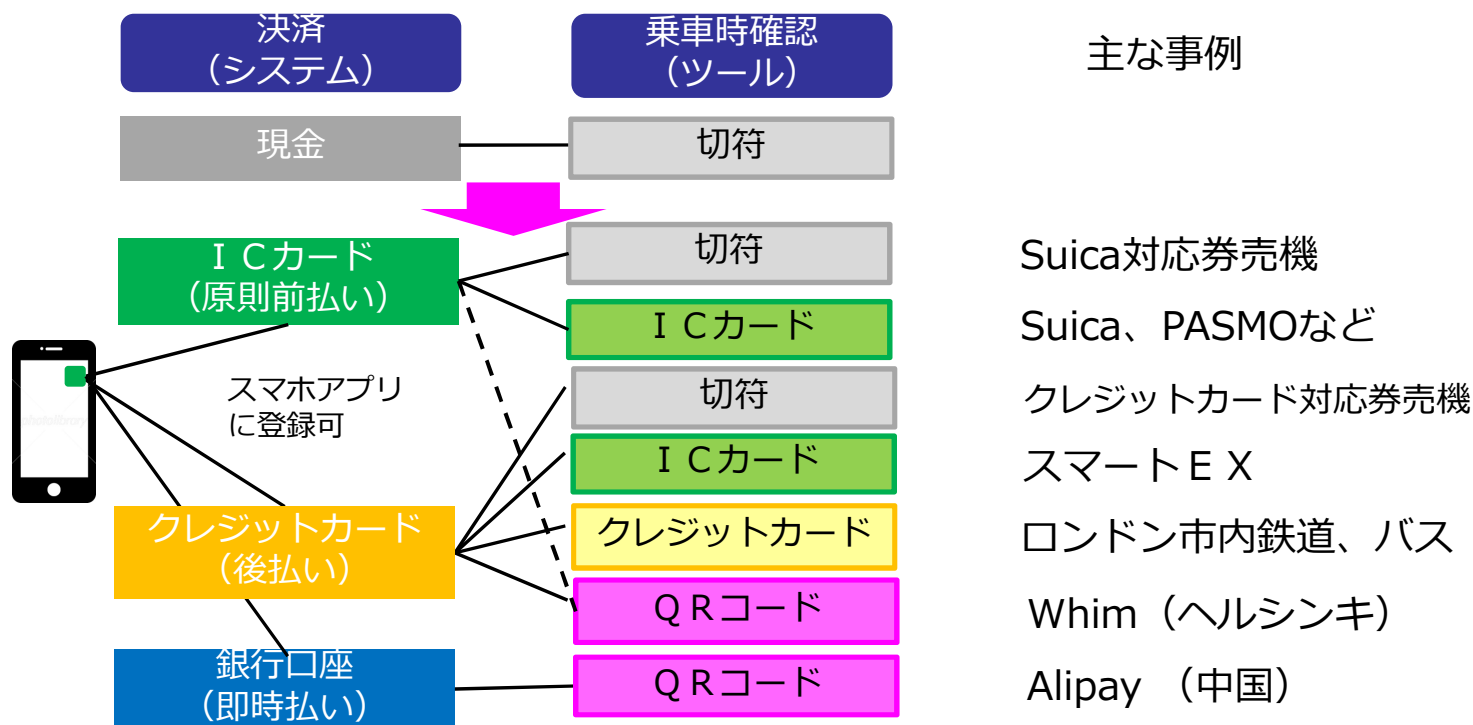 決済
（システム）
乗車時確認
（ツール）
主な事例
現金
切符
ＩＣカード
（原則前払い）
切符
Suica対応券売機
ＩＣカード
Suica、PASMOなど
スマホアプリ
に登録可
切符
クレジットカード対応券売機
ＩＣカード
スマートＥＸ
クレジットカード
（後払い）
クレジットカード
ロンドン市内鉄道、バス
ＱＲコード
Whim（ヘルシンキ）
銀行口座
（即時払い）
ＱＲコード
Alipay （中国）
photolibrary